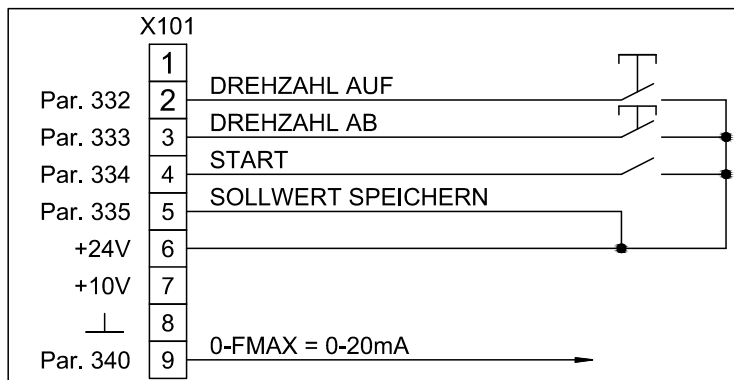 X101
1
Par. 332 2 DREHZAHL AUF
Par. 333 3 DREHZAHL AB
Par. 334 4 START
Par. 335 5 SOLLWERT SPEICHERN
+24V 6
+10V 7
8
Par. 340 9 0-FMAX = 0-20mA